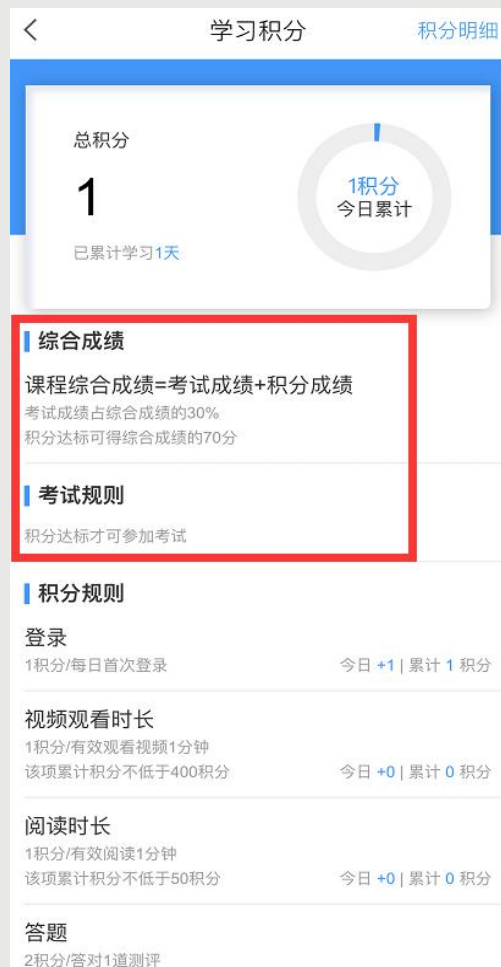 学习积分
积分明细
总积分
1
已累计学习1天
1积分
今日累计
综合成绩
课程综合成绩=考试成绩+积分成绩
考试成绩占综合成绩的30%
积分达标可得综合成绩的70分
考试规则
积分达标才可参加考试
积分规则
登录
1积分/每日首次登录
今日 +1 | 累计 1 积分
视频观看时长
1积分/有效观看视频1分钟
该项累计积分不低于400积分
今日 +0 | 累计 0 积分
阅读时长
1积分/有效阅读1分钟
该项累计积分不低于50积分
今日 +0 | 累计 0 积分
答题
2积分/答对1道测评